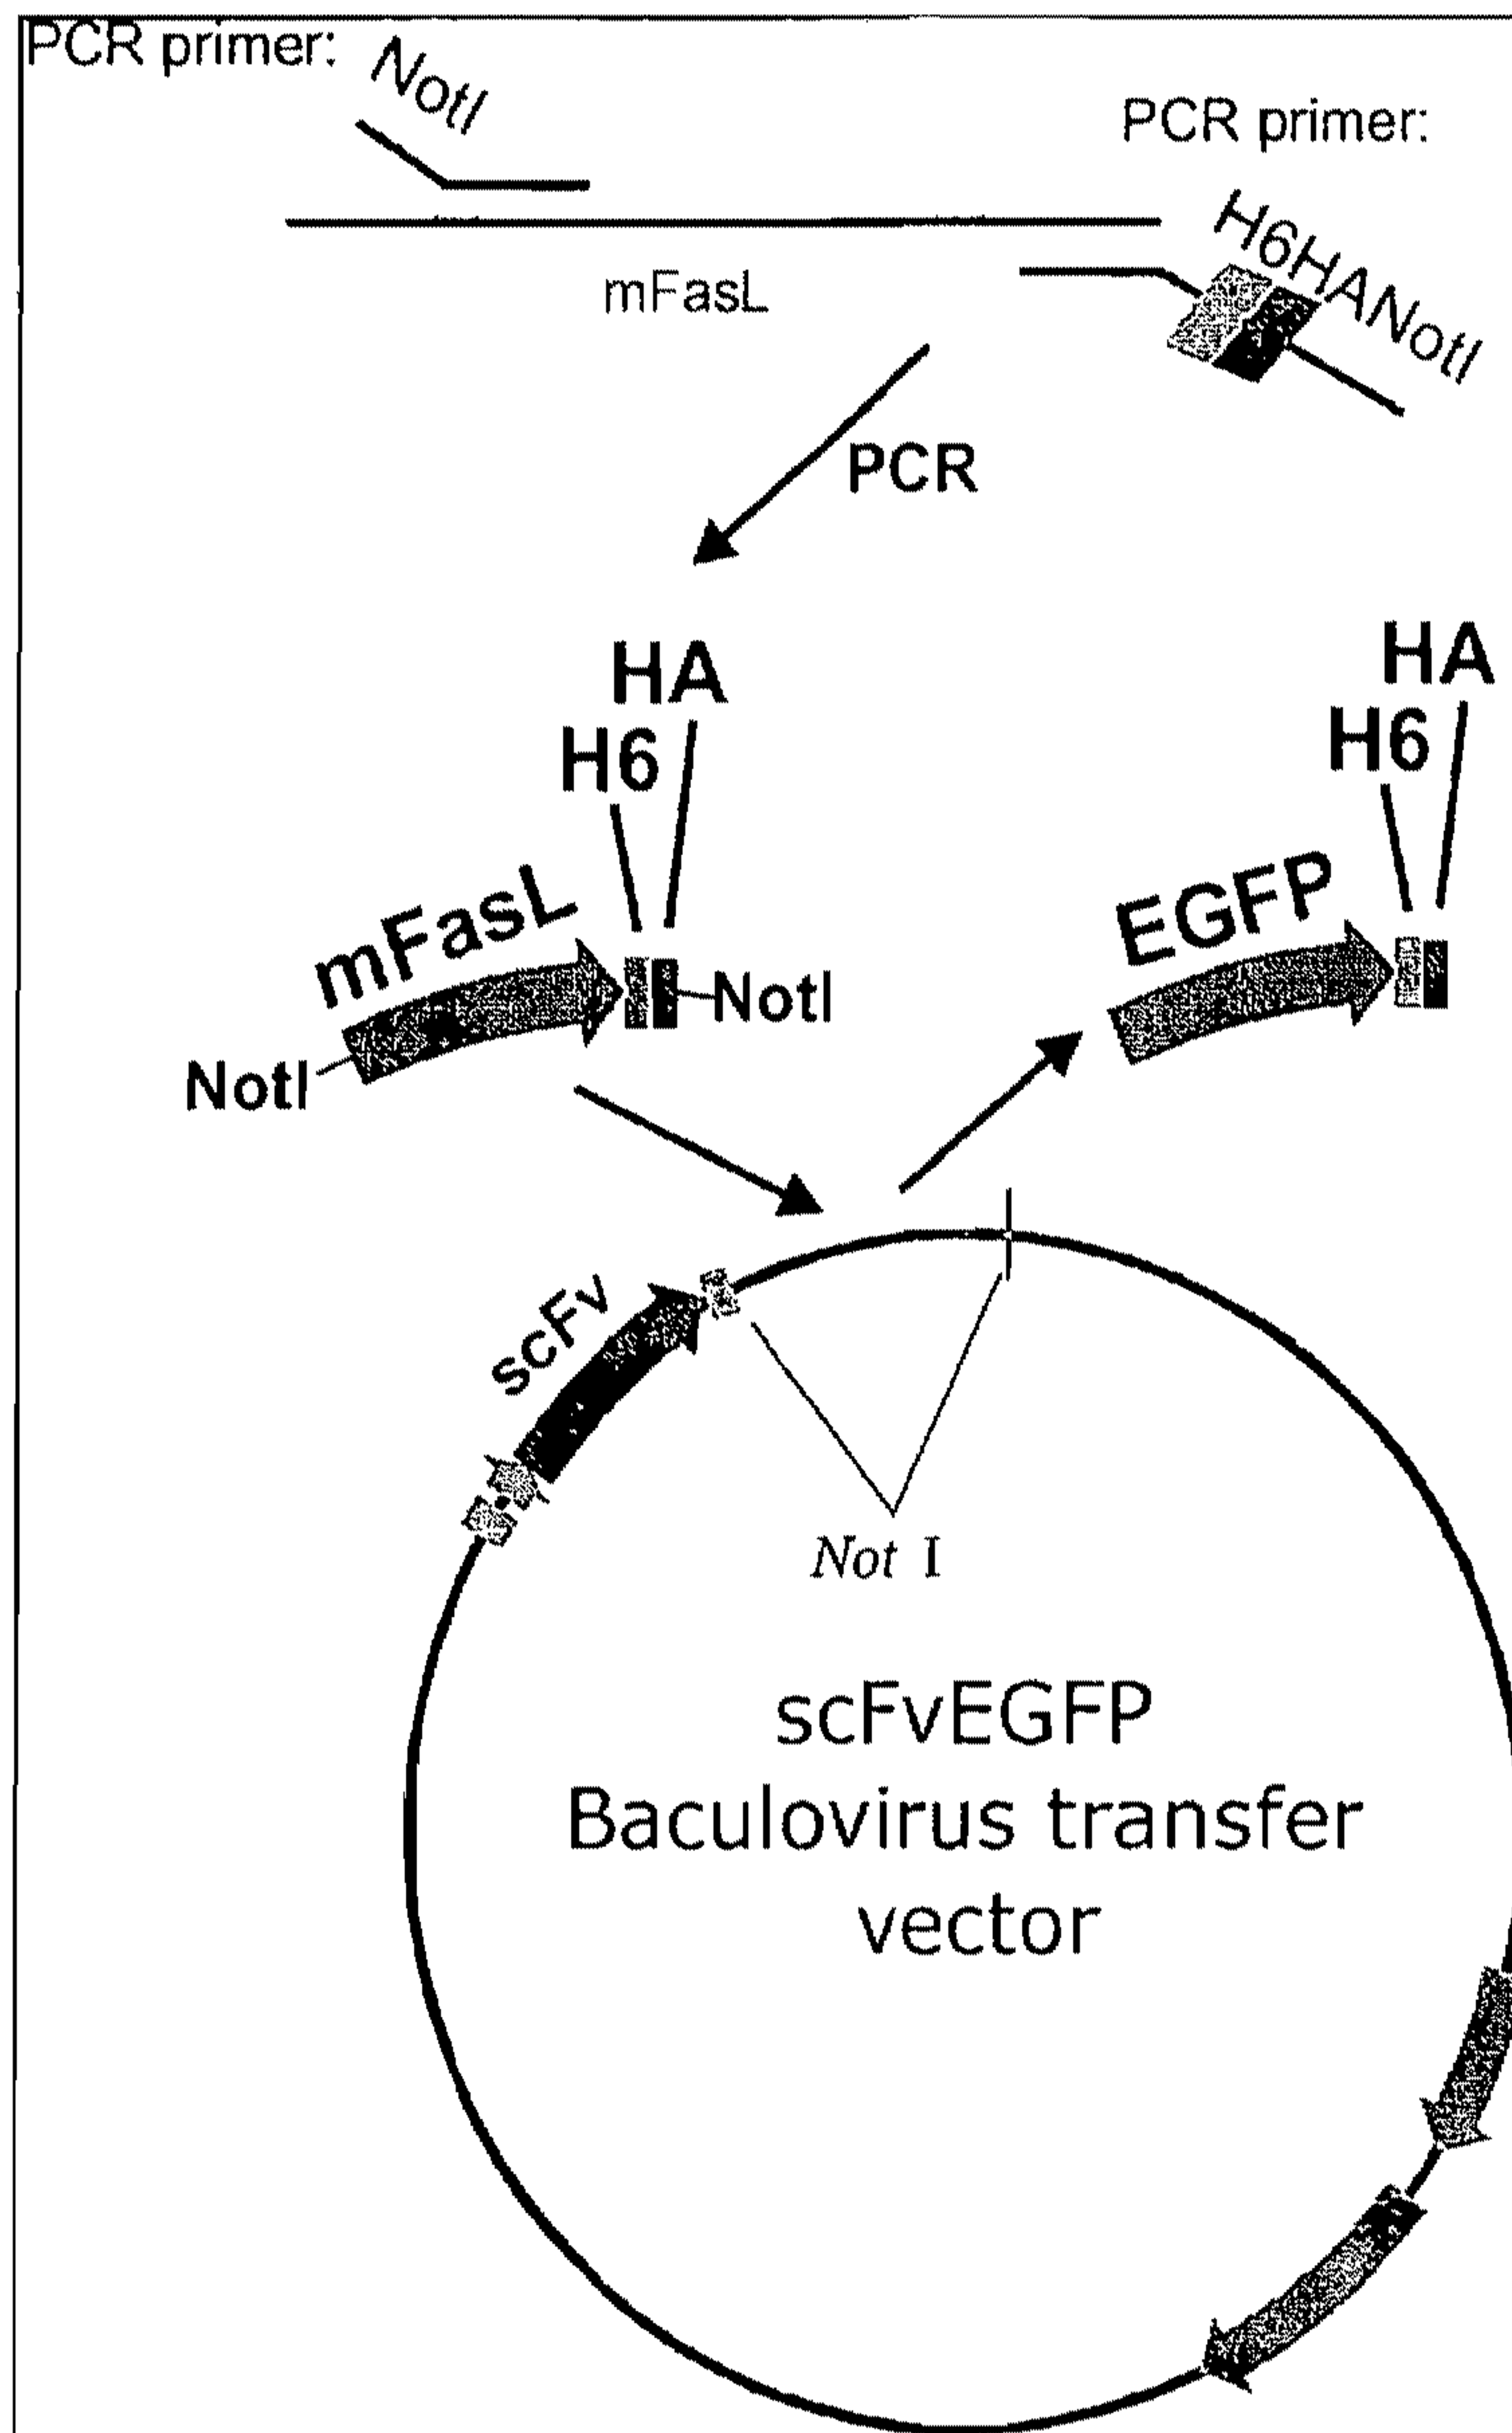 PCR primer:
NotI
PCR primer:
H6HANotI
mFasL
PCR
HA
H6
HA
H6
mFasL
NotI
NotI
EGFP
scFv
Not I
scFvEGFP
Baculovirus transfer
vector